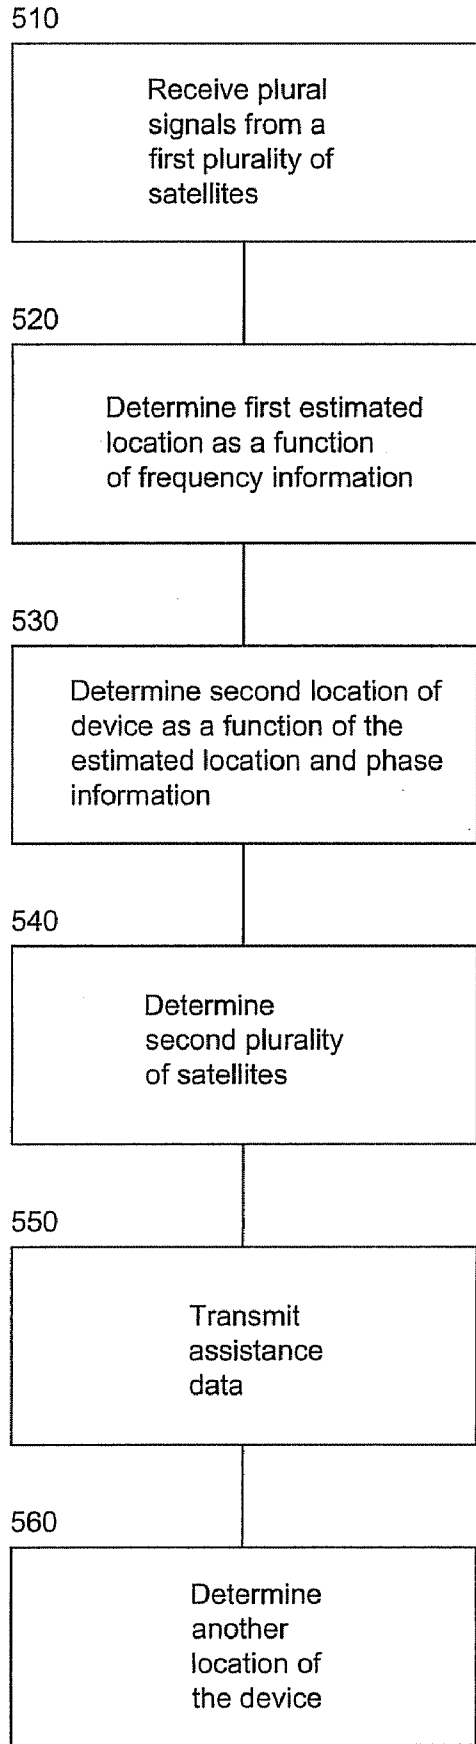 510
Receive plural
signals from a
first plurality of
satellites
520
Determine first estimated
location as a function
of frequency information
530
Determine second location of
device as a function of the
estimated location and phase
information
540
Determine
second plurality
of satellites
550
Transmit
assistance
data
560
Determine
another
location of
the device